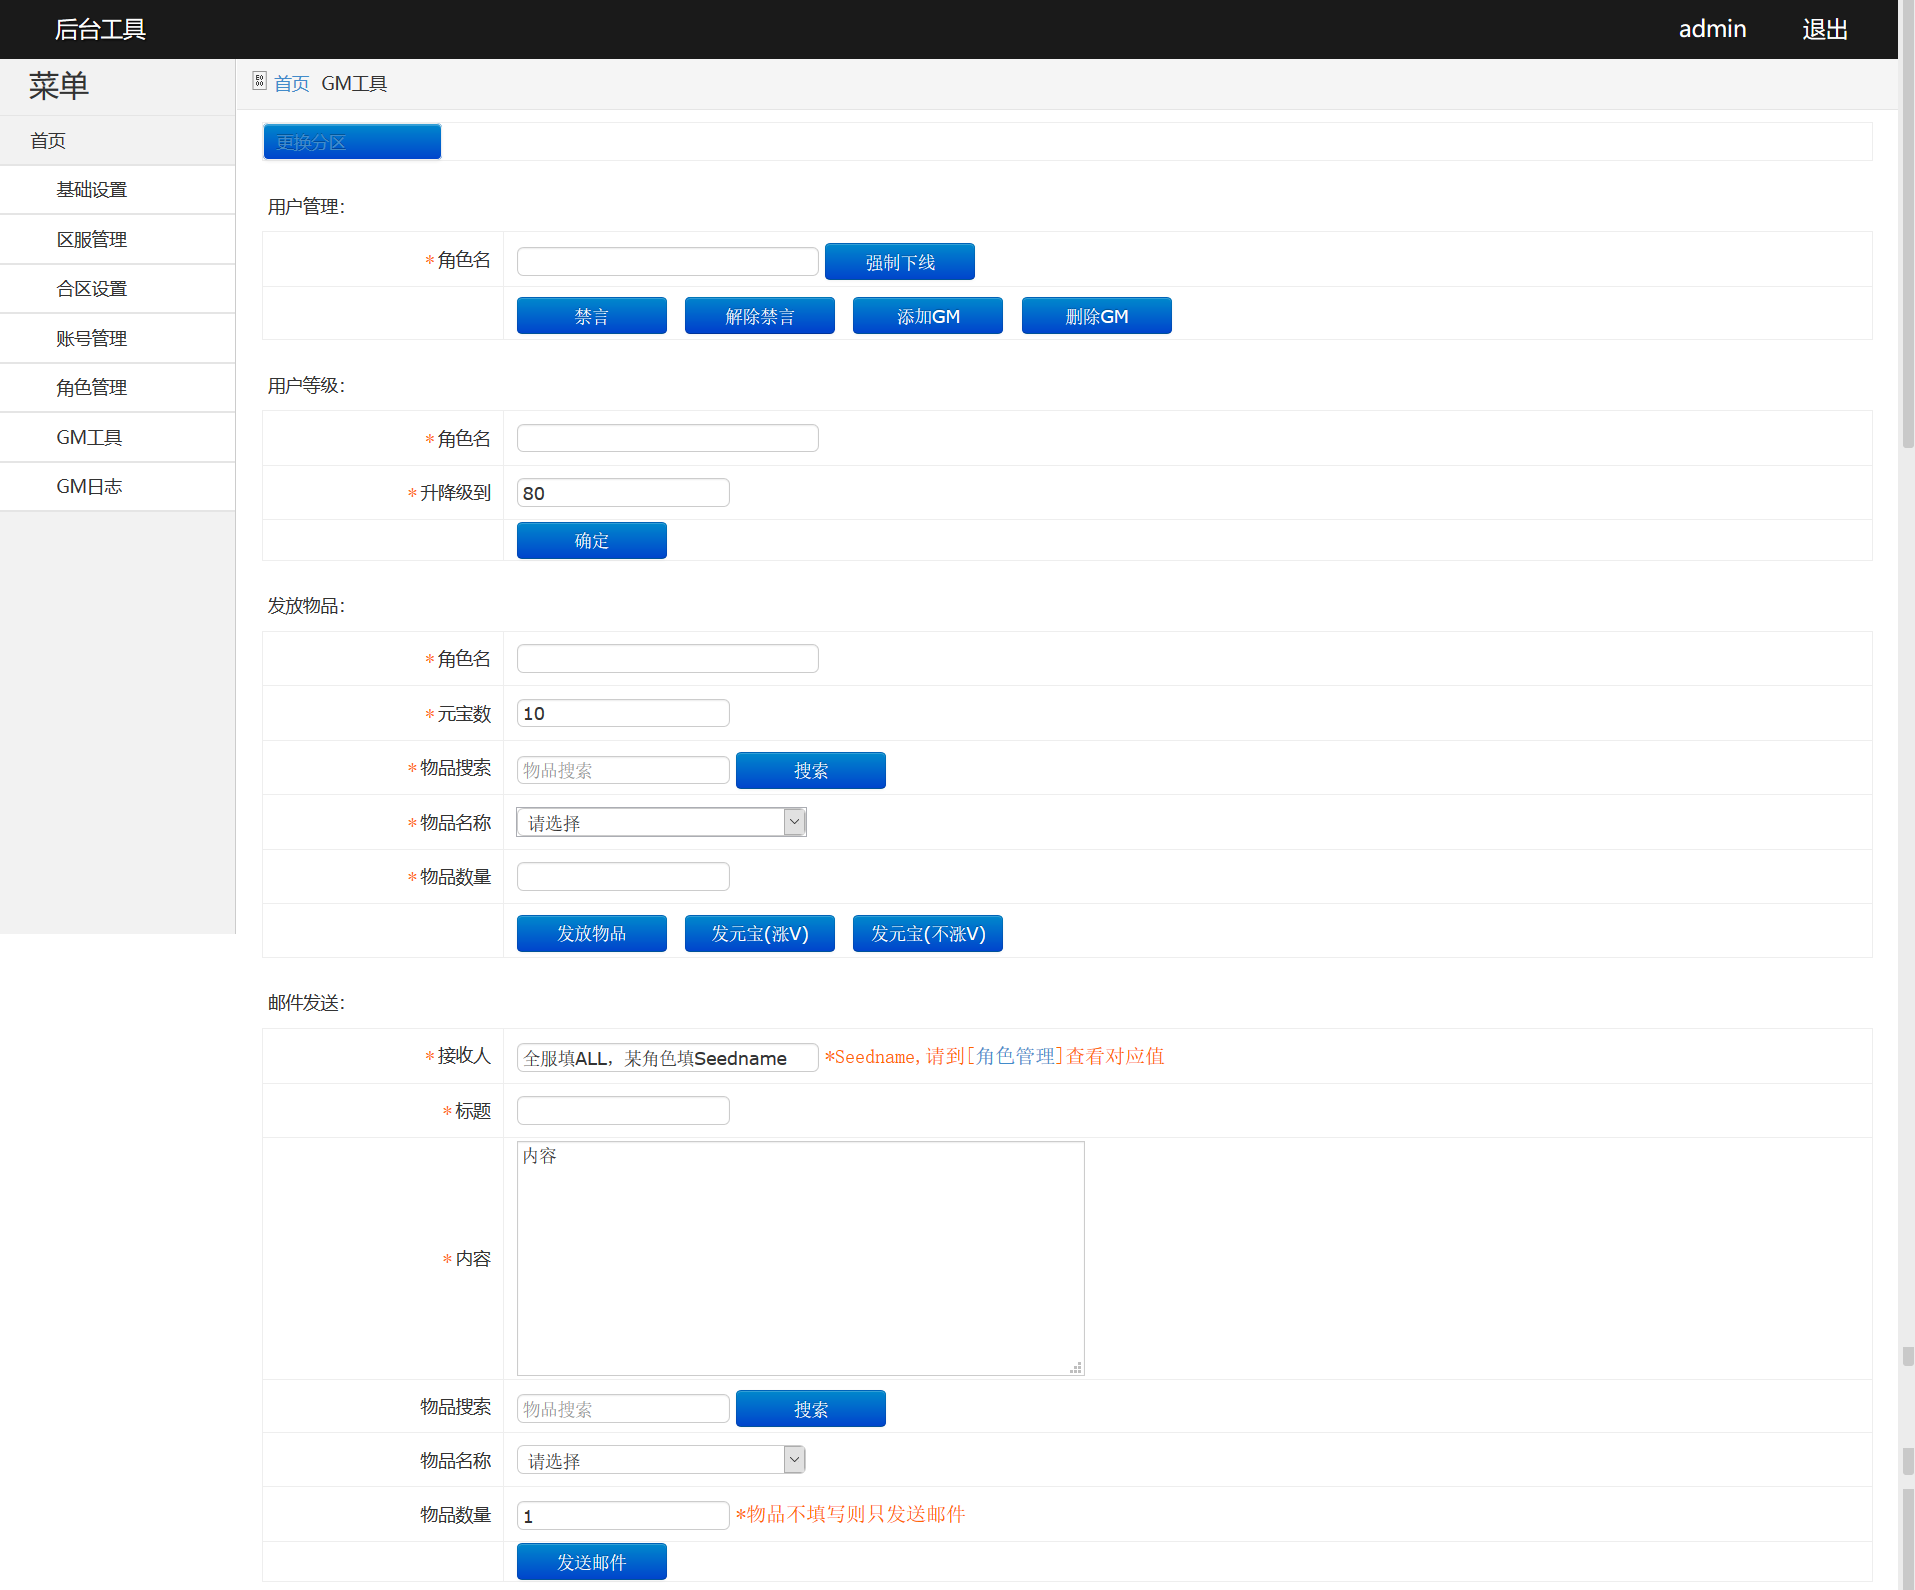 后台工具 admin 退出
菜单
首页 GM工具
首页
基础设置
区服管理
合区设置
账号管理
角色管理
GM工具
GM日志
更换分区
用户管理:
*角色名 强制下线
禁言 解除禁言 添加GM 删除GM
用户等级:
*角色名
*升降级到 80
确定
发放物品:
*角色名
*元宝数 10
*物品搜索 物品搜索 搜索
*物品名称 请选择
*物品数量
发放物品 发元宝(涨V) 发元宝(不涨V)
邮件发送:
*接收人 全服填ALL，某角色填Seedname *Seedname,请到[角色管理]查看对应值
*标题
*内容 内容
物品搜索 物品搜索 搜索
物品名称 请选择
物品数量 1 *物品不填写则只发送邮件
发送邮件